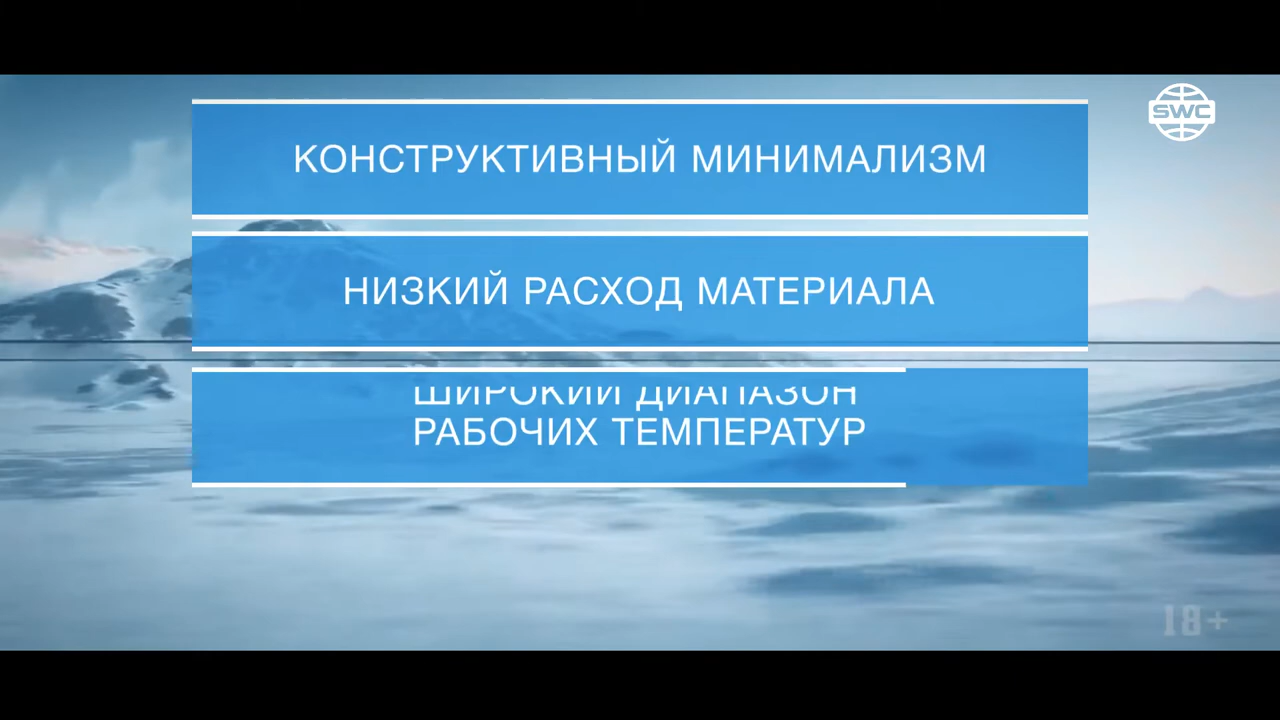 SWC
КОНСТРУКТИВНЫЙ МИНИМАЛИЗМ
НИЗКИЙ РАСХОД МАТЕРИАЛА
ШИРОКИЙ ДИАПАЗОН
РАБОЧИХ ТЕМПЕРАТУР
18+